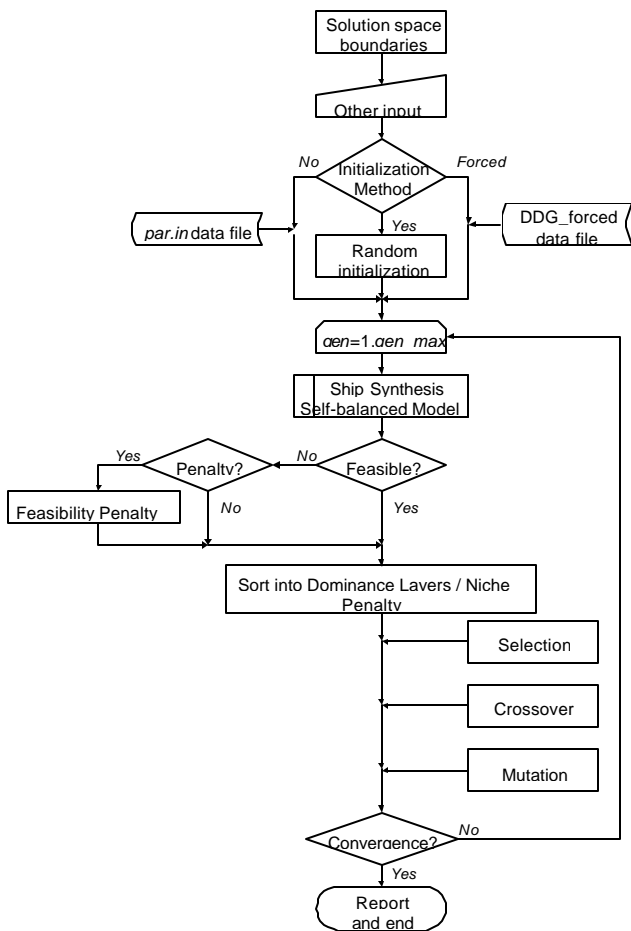 Solution space
boundaries
Other input
No
Initialization
Method
Forced
par.in data file
Yes
DDG_forced
data file
Random
initialization
gen=1,gen_max
Ship Synthesis
Self-balanced Model
Yes
Penalty?
No
Feasible?
Feasibility Penalty
No
Yes
Sort into Dominance Layers / Niche
Penalty
Selection
Crossover
Mutation
Convergence?
No
Yes
Report
and end